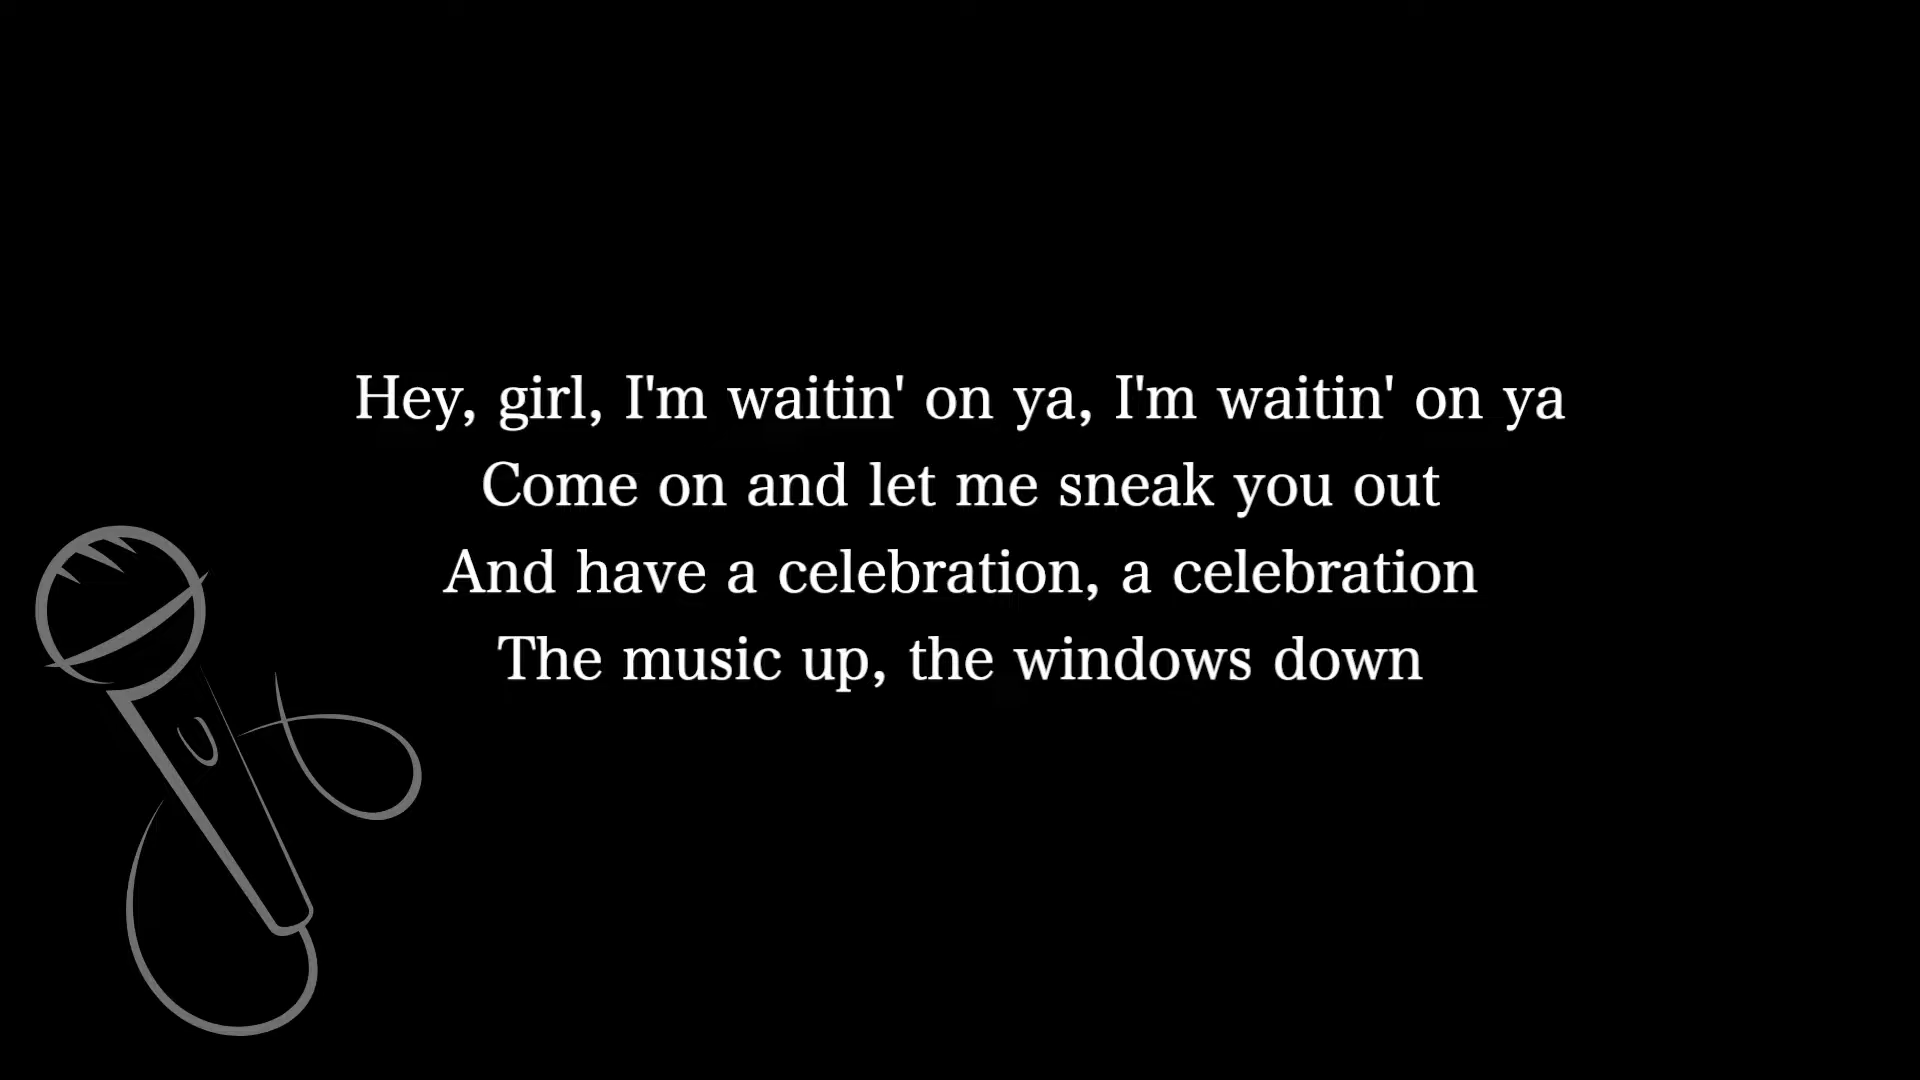 Hey, girl, I'm waitin' on ya, I'm waitin' on ya
Come on and let me sneak you out
And have a celebration, a celebration
The music up, the windows down